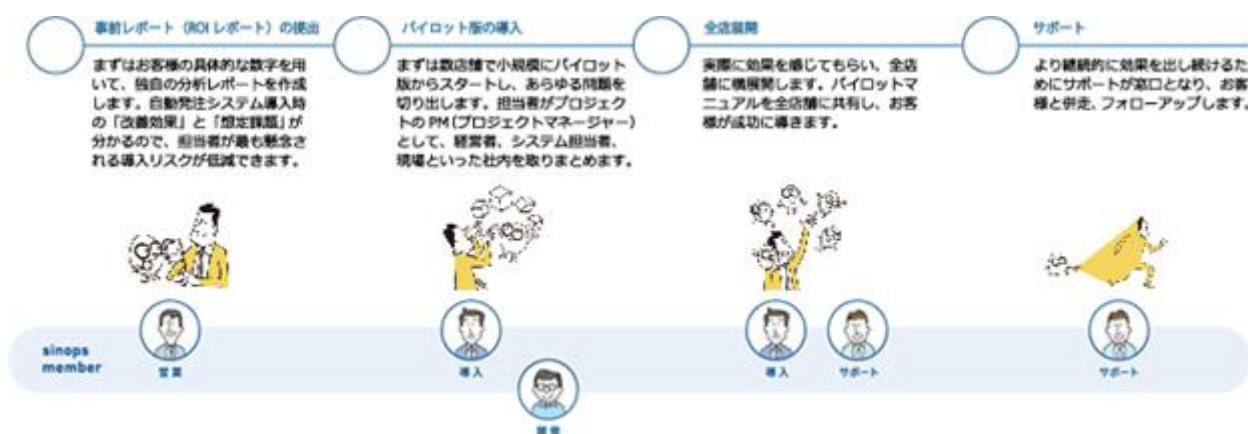 事前レポート（ROIレポート）の提出
まずはお客様の具体的な数字を用
いて、独自の分析レポートを作成
します。自動発注システム導入時
の「改善効果」と「想定課題」が
分かるので、担当者が最も懸念さ
れる導入リスクが低減できます。
パイロット版の導入
まずは数店舗で小規模にパイロット
版からスタートし、あらゆる問題を
切り出します。担当者がプロジェク
トのPM（プロジェクトマネージャー）
として、経営者、システム担当者、
現場といった社内を取りまとめます。
全店展開
実際に効果を感じてもらい、全店
舗に横展開します。パイロットマ
ニュアルを全店舗に共有し、お客
様が成功に導きます。
サポート
より継続的に効果を出し続けるた
めにサポートが窓口となり、お客
様と併走、フォローアップします。
sinops
member
営業
導入
開発
導入
サポート
サポート